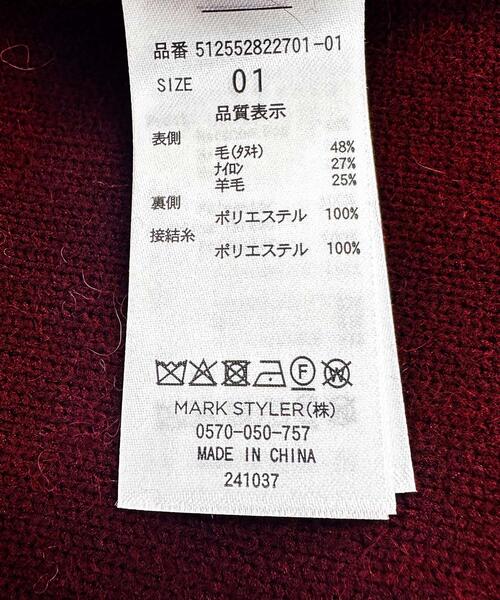 品番 512552822701-01
SIZE 01
品質表示
表側
毛(タヌキ) 48%
ナイロン 27%
羊毛 25%
裏側
ポリエステル 100%
接結糸
ポリエステル 100%
F W
MARK STYLER(株)
0570-050-757
MADE IN CHINA
241037